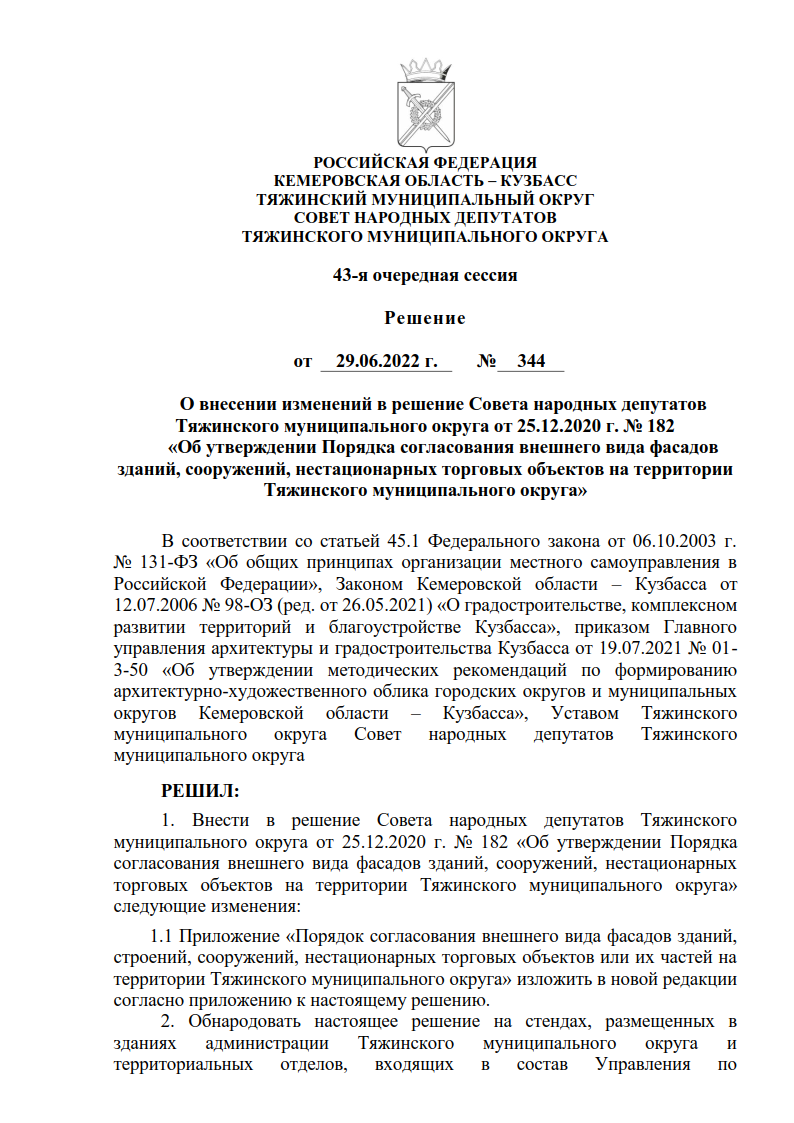 РОССИЙСКАЯ ФЕДЕРАЦИЯ
КЕМЕРОВСКАЯ ОБЛАСТЬ – КУЗБАСС
ТЯЖИНСКИЙ МУНИЦИПАЛЬНЫЙ ОКРУГ
СОВЕТ НАРОДНЫХ ДЕПУТАТОВ
ТЯЖИНСКОГО МУНИЦИПАЛЬНОГО ОКРУГА
43-я очередная сессия
Решение
от 29.06.2022 г. № 344
О внесении изменений в решение Совета народных депутатов
Тяжинского муниципального округа от 25.12.2020 г. № 182
«Об утверждении Порядка согласования внешнего вида фасадов
зданий, сооружений, нестационарных торговых объектов на территории
Тяжинского муниципального округа»
В соответствии со статьей 45.1 Федерального закона от 06.10.2003 г.
№ 131-ФЗ «Об общих принципах организации местного самоуправления в
Российской Федерации», Законом Кемеровской области – Кузбасса от
12.07.2006 № 98-ОЗ (ред. от 26.05.2021) «О градостроительстве, комплексном
развитии территорий и благоустройстве Кузбасса», приказом Главного
управления архитектуры и градостроительства Кузбасса от 19.07.2021 № 01-
3-50 «Об утверждении методических рекомендаций по формированию
архитектурно-художественного облика городских округов и муниципальных
округов Кемеровской области – Кузбасса», Уставом Тяжинского
муниципального округа Совет народных депутатов Тяжинского
муниципального округа
РЕШИЛ:
1. Внести в решение Совета народных депутатов Тяжинского
муниципального округа от 25.12.2020 г. № 182 «Об утверждении Порядка
согласования внешнего вида фасадов зданий, сооружений, нестационарных
торговых объектов на территории Тяжинского муниципального округа»
следующие изменения:
1.1 Приложение «Порядок согласования внешнего вида фасадов зданий,
строений, сооружений, нестационарных торговых объектов или их частей на
территории Тяжинского муниципального округа» изложить в новой редакции
согласно приложению к настоящему решению.
2. Обнародовать настоящее решение на стендах, размещенных в
зданиях администрации Тяжинского муниципального округа и
территориальных отделов, входящих в состав Управления по